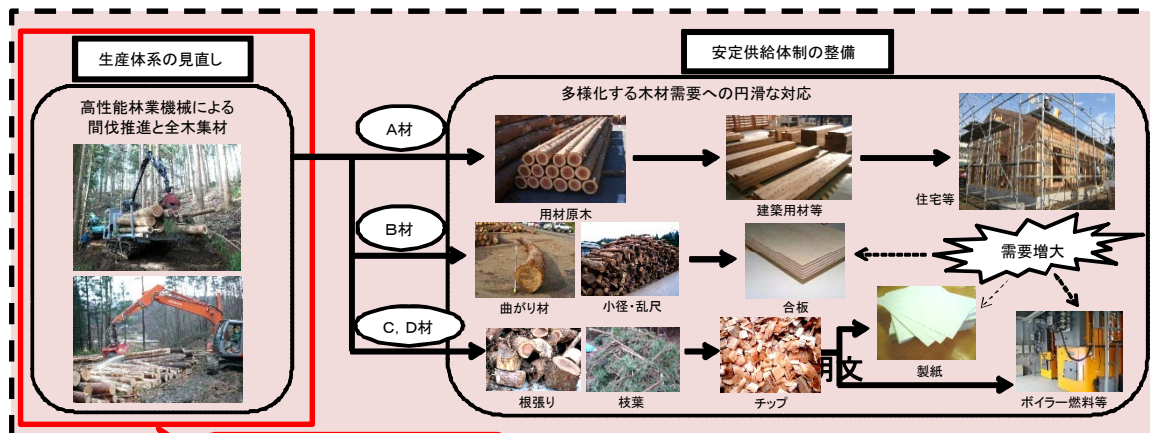 生産体系の見直し
高性能林業機械による
間伐推進と全木集材
安定供給体制の整備
多様化する木材需要への円滑な対応
A材
用材原木
建築用材等
住宅等
B材
曲がり材
小径・乱尺
合板
需要増大
C,D材
根張り
枝葉
チップ
製紙
ボイラー燃料等